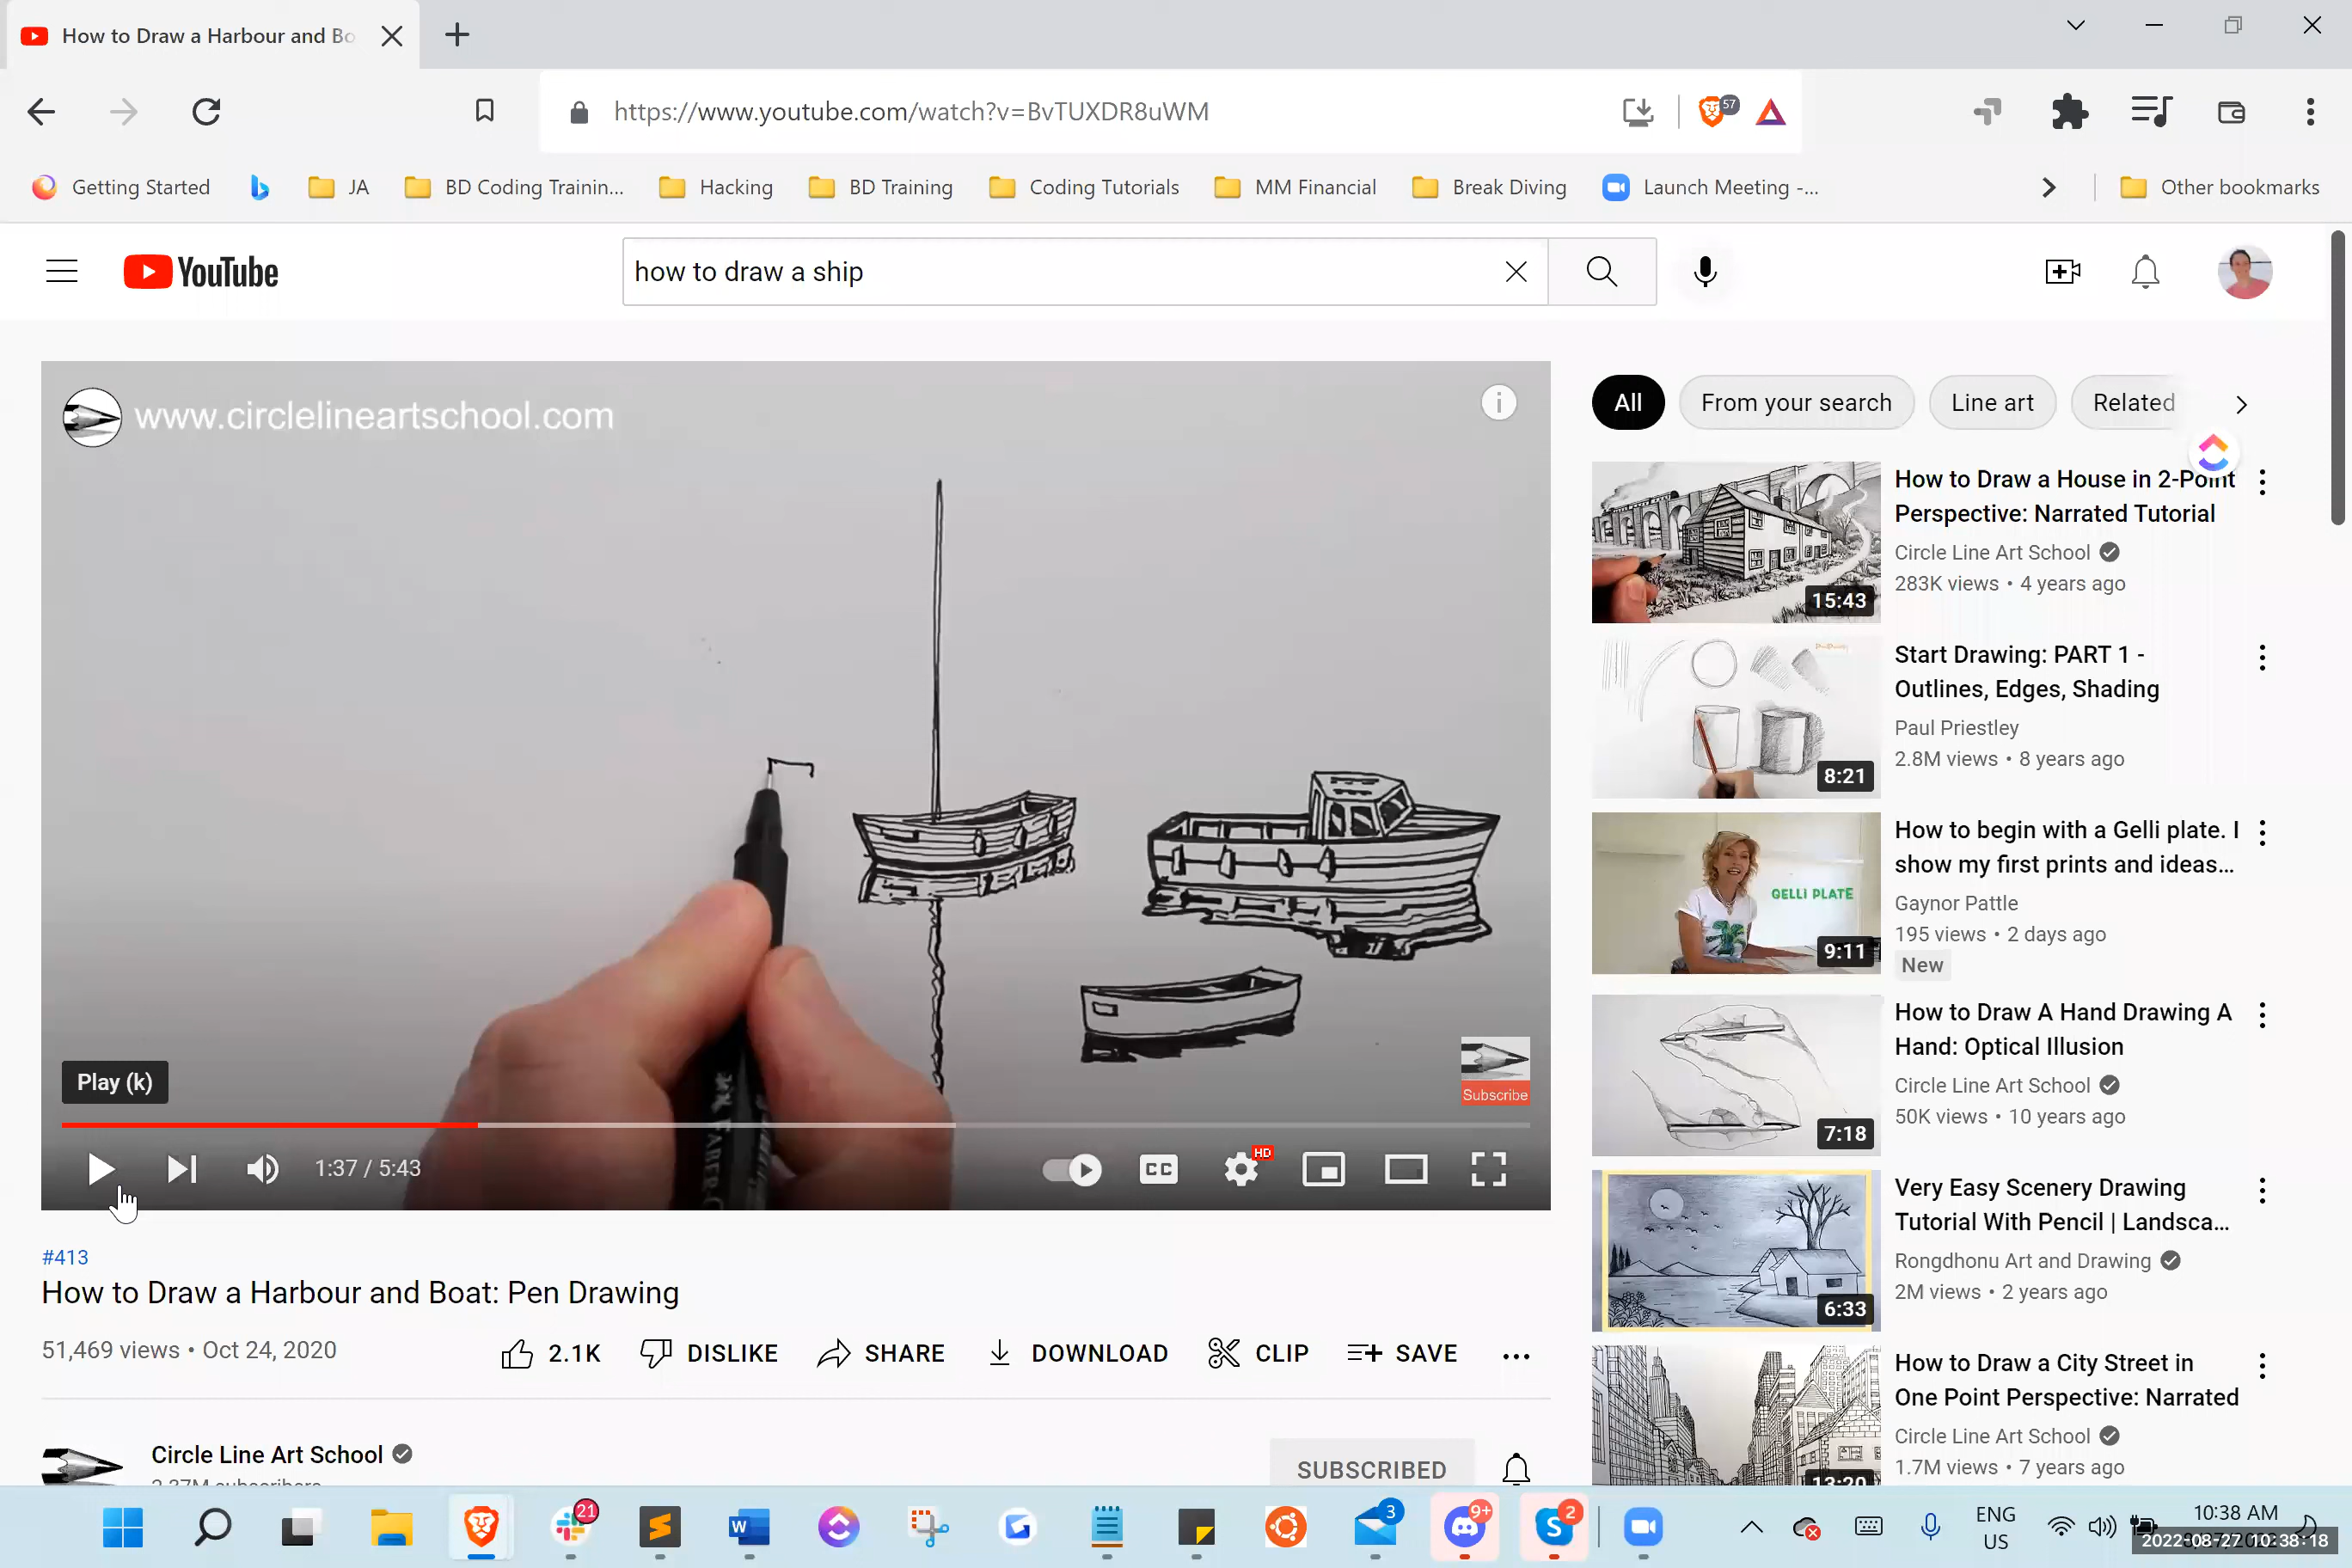 How to Draw a Harbour and Bo
https://www.youtube.com/watch?v=BvTUXDR8uWM
57
Getting Started
JA
BD Coding Trainin...
Hacking
BD Training
Coding Tutorials
MM Financial
Break Diving
Launch Meeting -...
Other bookmarks
YouTube
how to draw a ship
www.circlelineartschool.com
Subscribe
Play (k)
1:37 / 5:43
CC
HD
#413
How to Draw a Harbour and Boat: Pen Drawing
51,469 views • Oct 24, 2020
2.1K
DISLIKE
SHARE
DOWNLOAD
CLIP
SAVE
Circle Line Art School
SUBSCRIBED
All
From your search
Line art
Related
How to Draw a House in 2-Point
Perspective: Narrated Tutorial
Circle Line Art School
283K views • 4 years ago
15:43
Start Drawing: PART 1 -
Outlines, Edges, Shading
Paul Priestley
2.8M views • 8 years ago
8:21
How to begin with a Gelli plate. I
show my first prints and ideas...
Gaynor Pattle
195 views • 2 days ago
New
GELLI PLATE
9:11
How to Draw A Hand Drawing A
Hand: Optical Illusion
Circle Line Art School
50K views • 10 years ago
7:18
Very Easy Scenery Drawing
Tutorial With Pencil | Landsca...
Rongdhonu Art and Drawing
2M views • 2 years ago
6:33
How to Draw a City Street in
One Point Perspective: Narrated
Circle Line Art School
1.7M views • 7 years ago
13:20
21
3
9+
2
ENG
US
10:38 AM
2022-08-27 10:38:18